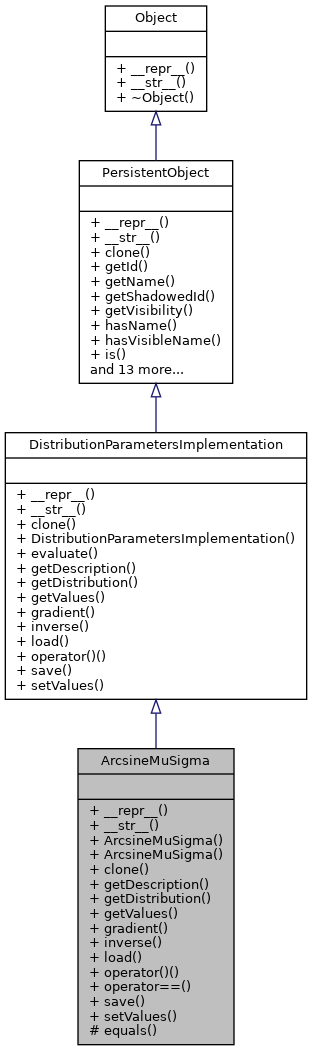 Object
+ __repr__()
+ __str__()
+ ~Object()
PersistentObject
+ __repr__()
+ __str__()
+ clone()
+ getId()
+ getName()
+ getShadowedId()
+ getVisibility()
+ hasName()
+ hasVisibleName()
+ is()
and 13 more...
DistributionParametersImplementation
+ __repr__()
+ __str__()
+ clone()
+ DistributionParametersImplementation()
+ evaluate()
+ getDescription()
+ getDistribution()
+ getValues()
+ gradient()
+ inverse()
+ load()
+ operator()()
+ save()
+ setValues()
ArcsineMuSigma
+ __repr__()
+ __str__()
+ ArcsineMuSigma()
+ ArcsineMuSigma()
+ clone()
+ getDescription()
+ getDistribution()
+ getValues()
+ gradient()
+ inverse()
+ load()
+ operator()()
+ operator==()
+ save()
+ setValues()
# equals()